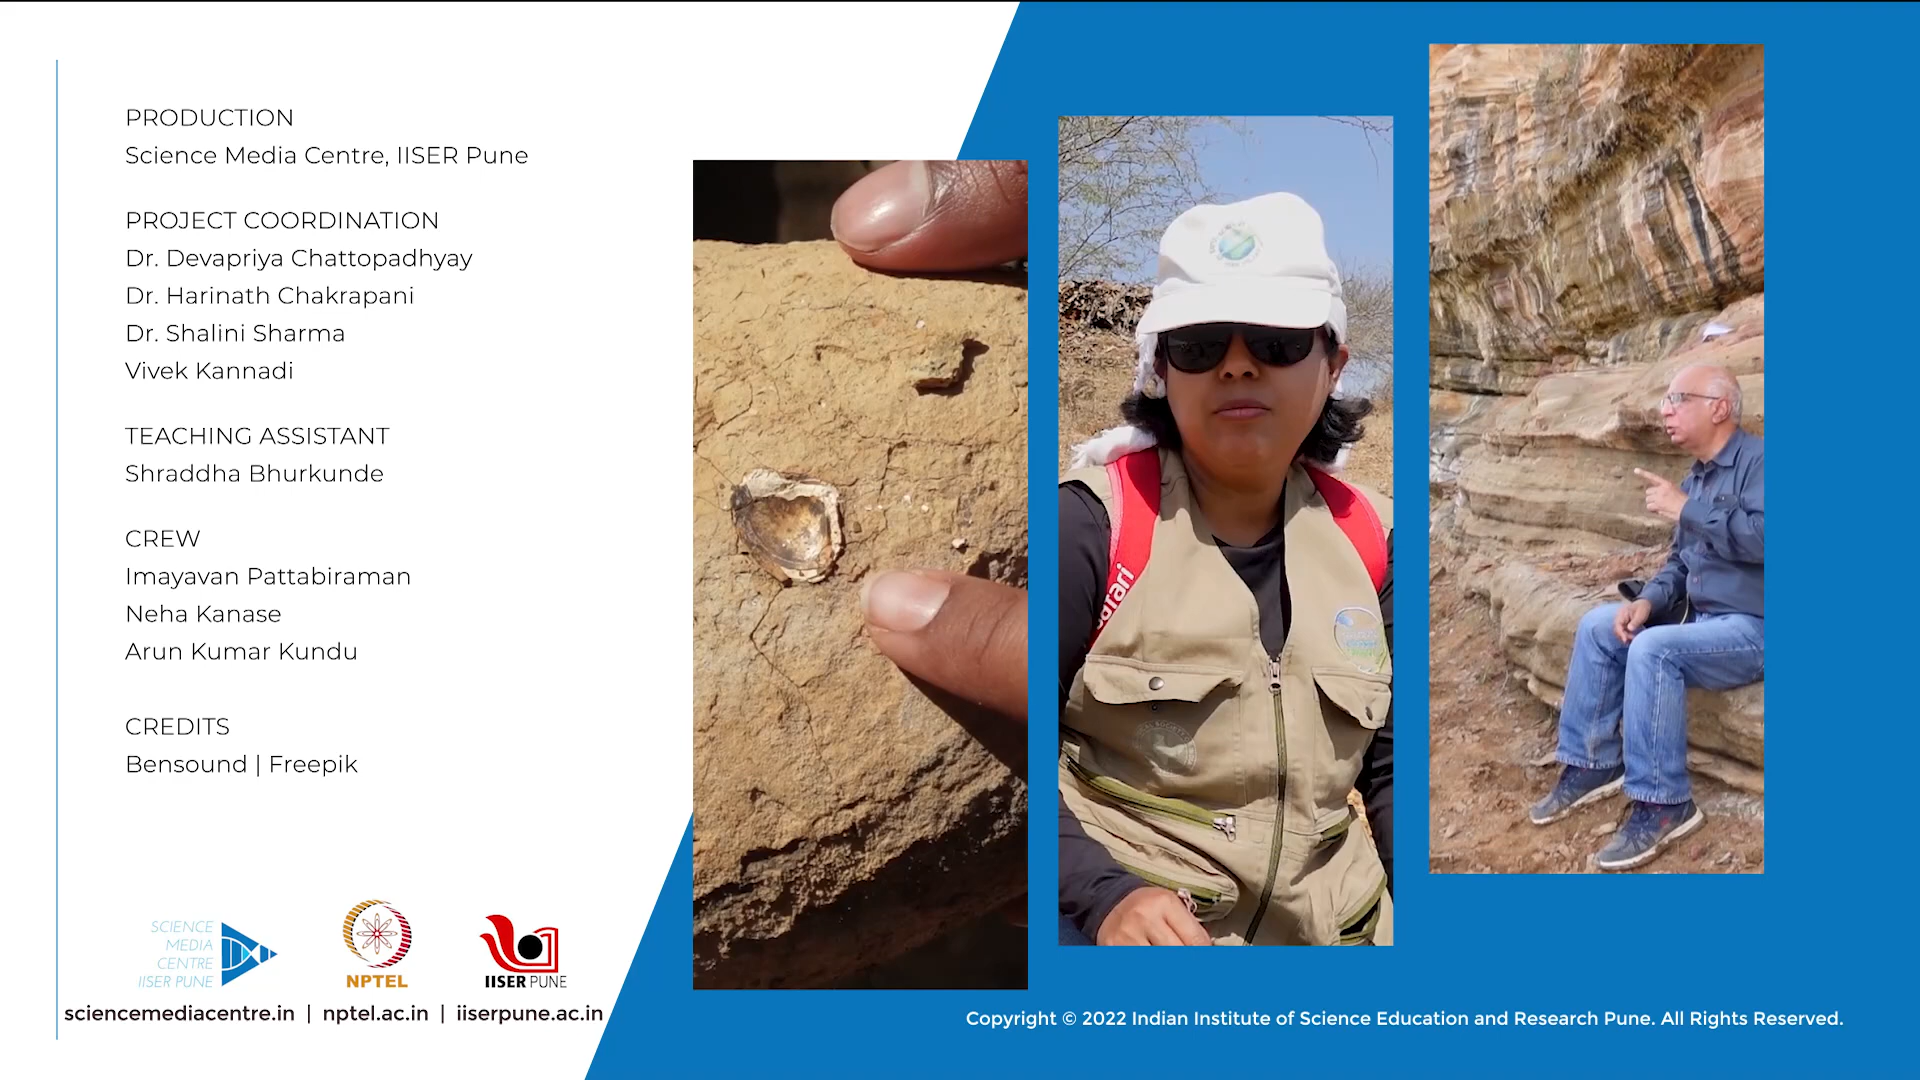 PRODUCTION
Science Media Centre, IISER Pune
PROJECT COORDINATION
Dr. Devapriya Chattopadhyay
Dr. Harinath Chakrapani
Dr. Shalini Sharma
Vivek Kannadi
TEACHING ASSISTANT
Shraddha Bhurkunde
CREW
Imayavan Pattabiraman
Neha Kanase
Arun Kumar Kundu
CREDITS
Bensound | Freepik
SCIENCE
MEDIA
CENTRE
IISER PUNE
NPTEL
IISER PUNE
sciencemediacentre.in | nptel.ac.in | iiserpune.ac.in
Copyright © 2022 Indian Institute of Science Education and Research Pune. All Rights Reserved.